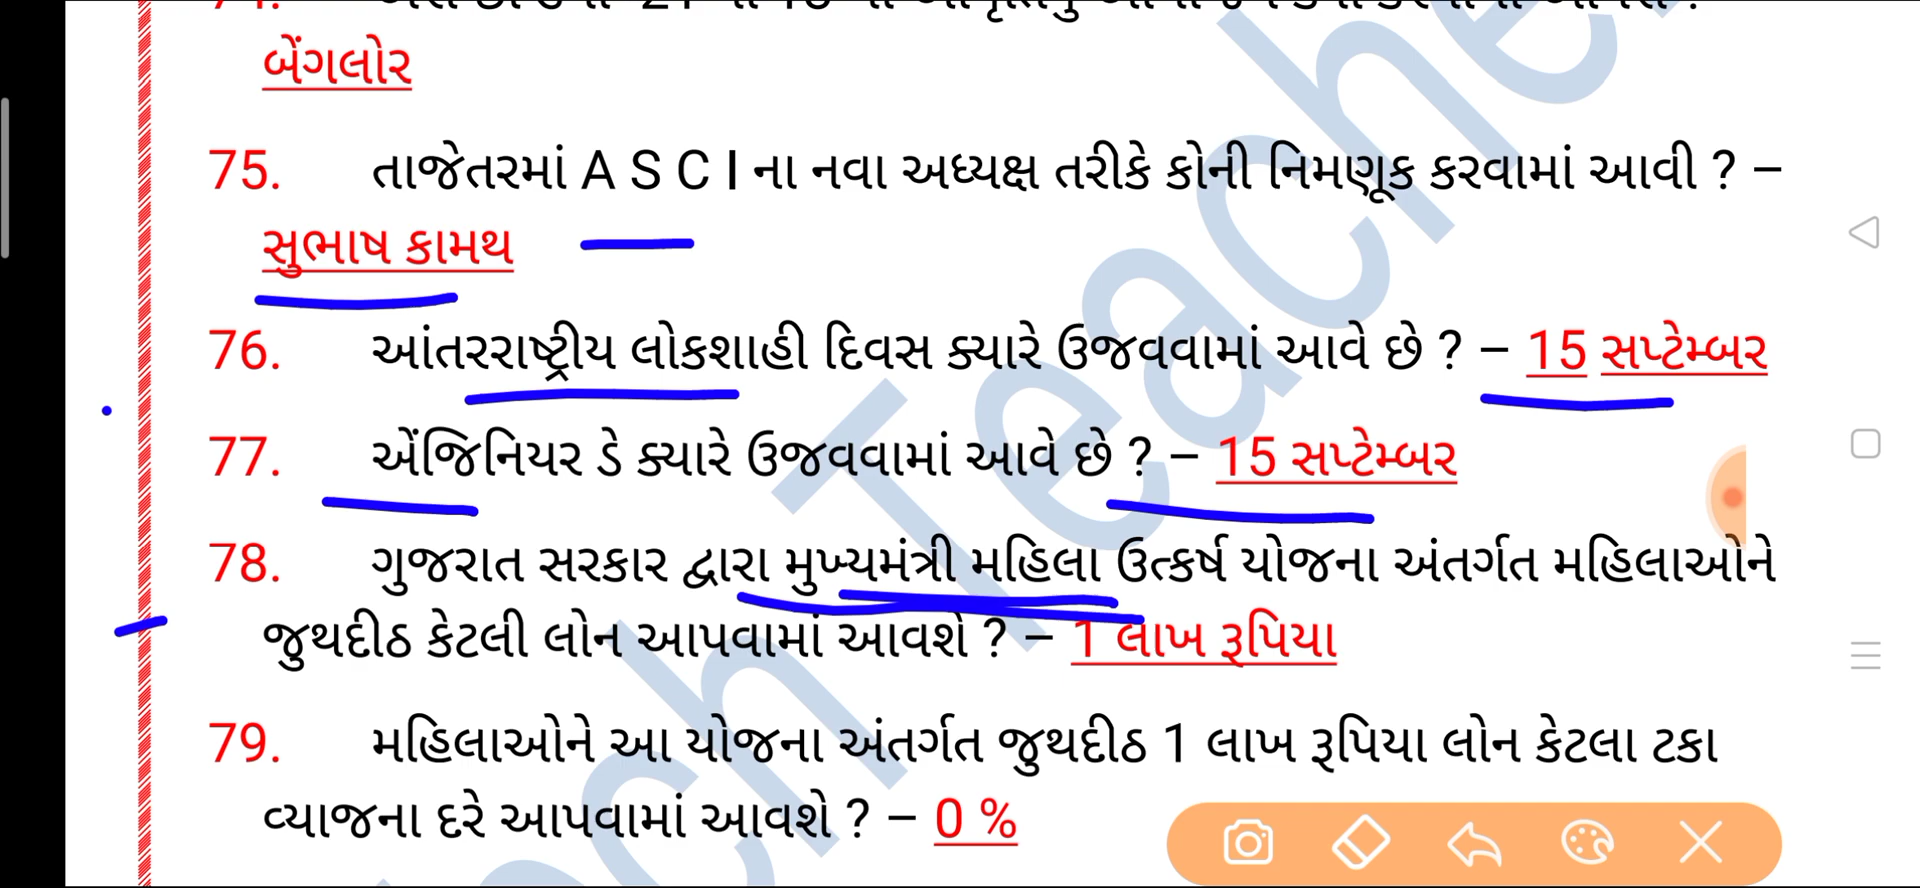 બેંગલોર
75. તાજેતરમાં A S C I ના નવા અધ્યક્ષ તરીકે કોની નિમણૂક કરવામાં આવી ? –
સુભાષ કામથ
76. આંતરરાષ્ટ્રીય લોકશાહી દિવસ ક્યારે ઉજવવામાં આવે છે ? – 15 સપ્ટેમ્બર
77. એંજિનિયર ડે ક્યારે ઉજવવામાં આવે છે ? – 15 સપ્ટેમ્બર
78. ગુજરાત સરકાર દ્વારા મુખ્યમંત્રી મહિલા ઉત્કર્ષ યોજના અંતર્ગત મહિલાઓને
જુથદીઠ કેટલી લોન આપવામાં આવશે ? – 1 લાખ રૂપિયા
79. મહિલાઓને આ યોજના અંતર્ગત જુથદીઠ 1 લાખ રૂપિયા લોન કેટલા ટકા
વ્યાજના દરે આપવામાં આવશે ? – 0 %